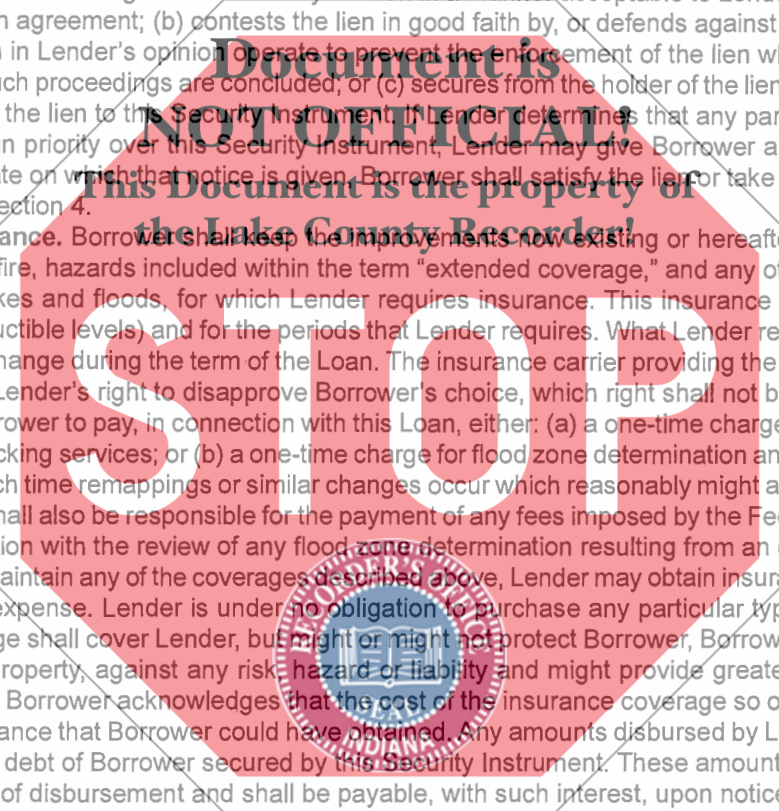 n agreement; (b) contests the lien in good faith by, or defends against
in Lender's opinion operate to prevent the enforcement of the lien wh
uch proceedings are concluded; or (c) secures from the holder of the lien
the lien to this Security Instrument. If Lender determines that any par
in priority over this Security Instrument, Lender may give Borrower a
te on which that notice is given, Borrower shall satisfy the lien or take
ection 4.
ance. Borrower shall keep the improvements now existing or hereafte
fire, hazards included within the term “extended coverage,” and any o
kes and floods, for which Lender requires insurance. This insurance
uctible levels) and for the periods that Lender requires. What Lender re
hange during the term of the Loan. The insurance carrier providing the
Lender's right to disapprove Borrower's choice, which right shall not b
rower to pay, in connection with this Loan, either: (a) a one-time charge
cking services; or (b) a one-time charge for flood zone determination an
ch time remappings or similar changes occur which reasonably might a
hall also be responsible for the payment of any fees imposed by the Fe
ion with the review of any flood zone determination resulting from an
aintain any of the coverages described above, Lender may obtain insura
expense. Lender is under no obligation to purchase any particular typ
ge shall cover Lender, but might or might not protect Borrower, Borrow
roperty, against any risk, hazard or liability and might provide greate
Borrower acknowledges that the cost of the insurance coverage so o
ance that Borrower could have obtained. Any amounts disbursed by L
debt of Borrower secured by this Security Instrument. These amount
of disbursement and shall be payable, with such interest, upon notic
Document is
NOT OFFICIAL!
This Document is the property of
the Lake County Recorder!
STOP
RECORDER'S OFFICE
SEAL
INDIANA